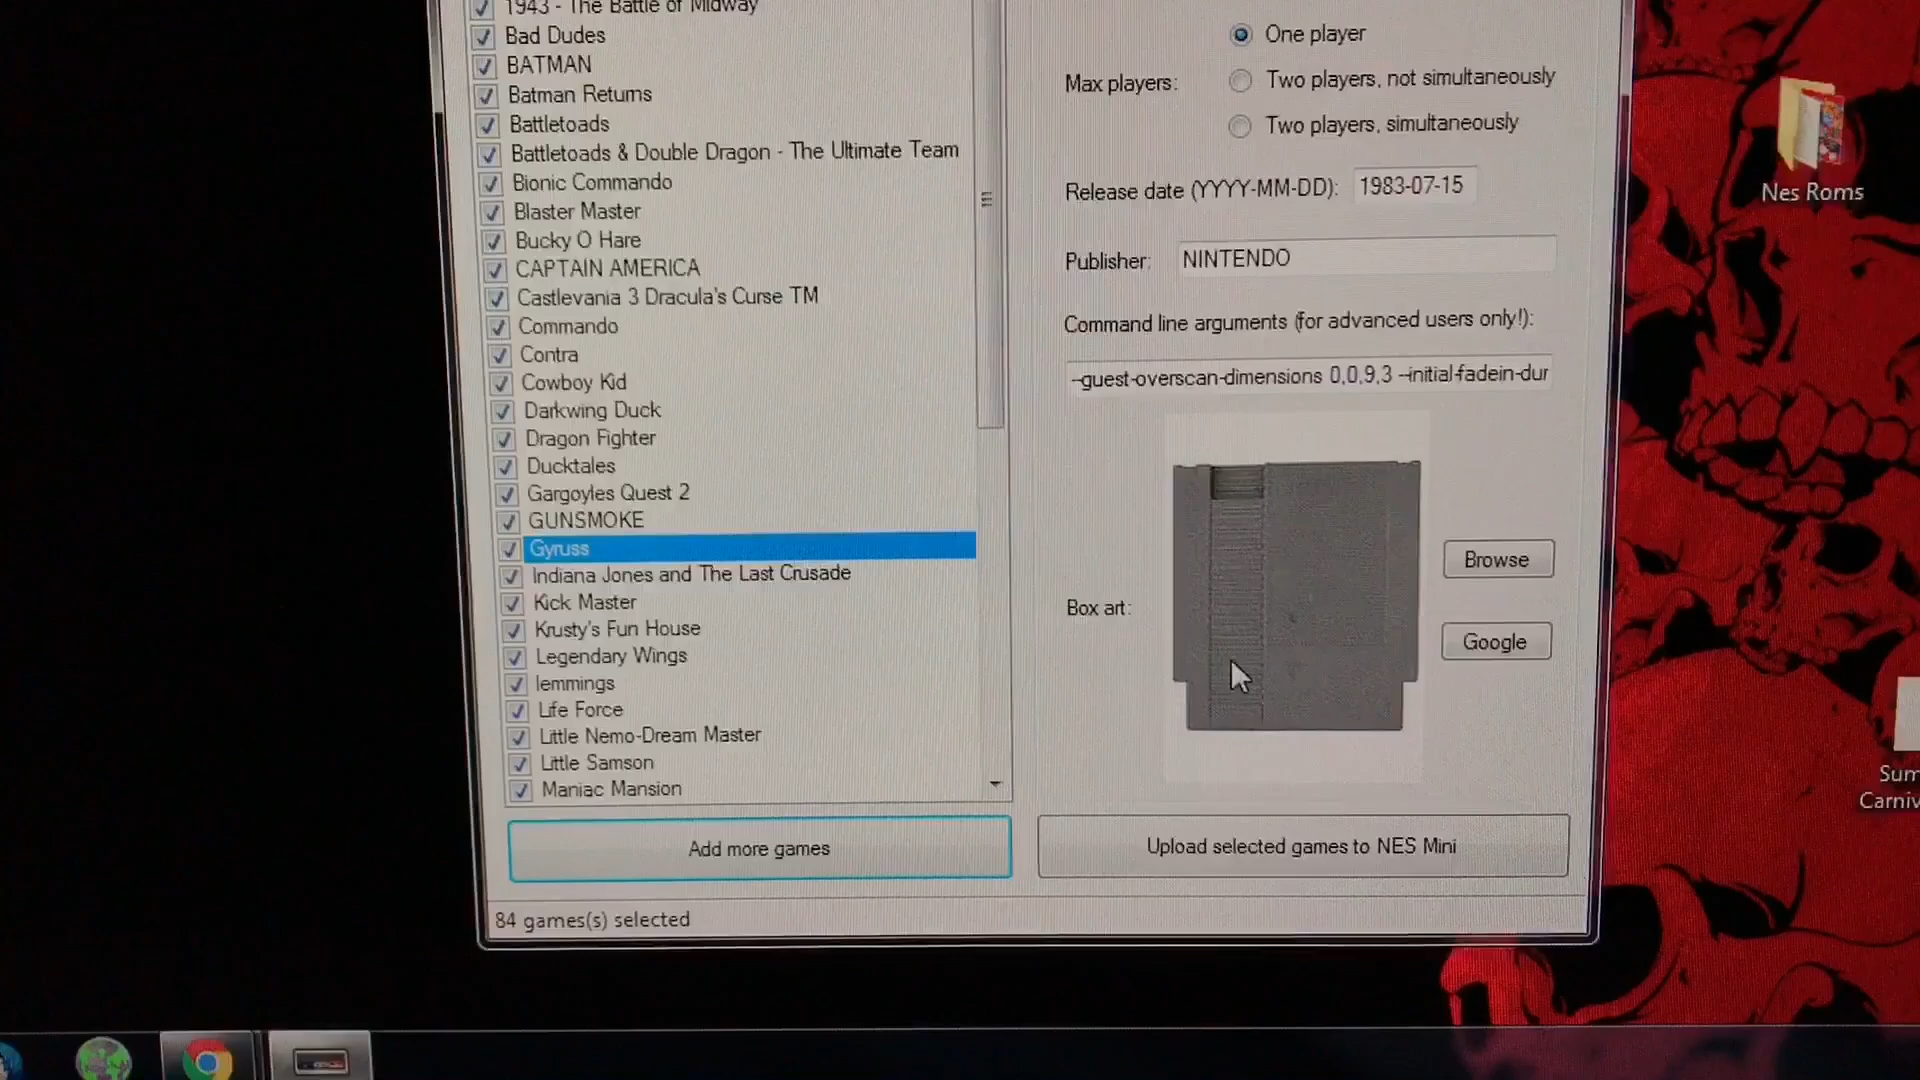 1943 - The Battle of Midway
Bad Dudes
BATMAN
Batman Returns
Battletoads
Battletoads & Double Dragon - The Ultimate Team
Bionic Commando
Blaster Master
Bucky O Hare
CAPTAIN AMERICA
Castlevania 3 Dracula's Curse TM
Commando
Contra
Cowboy Kid
Darkwing Duck
Dragon Fighter
Ducktales
Gargoyles Quest 2
GUNSMOKE
Gyruss
Indiana Jones and The Last Crusade
Kick Master
Krusty's Fun House
Legendary Wings
lemmings
Life Force
Little Nemo-Dream Master
Little Samson
Maniac Mansion
Add more games
84 games(s) selected
One player
Max players:
Two players, not simultaneously
Two players, simultaneously
Release date (YYYY-MM-DD): 1983-07-15
Publisher: NINTENDO
Command line arguments (for advanced users only!):
--guest-overscan-dimensions 0,0,9,3 --initial-fadein-dur
Browse
Box art:
Google
Upload selected games to NES Mini
Nes Roms
Sum
Carniv